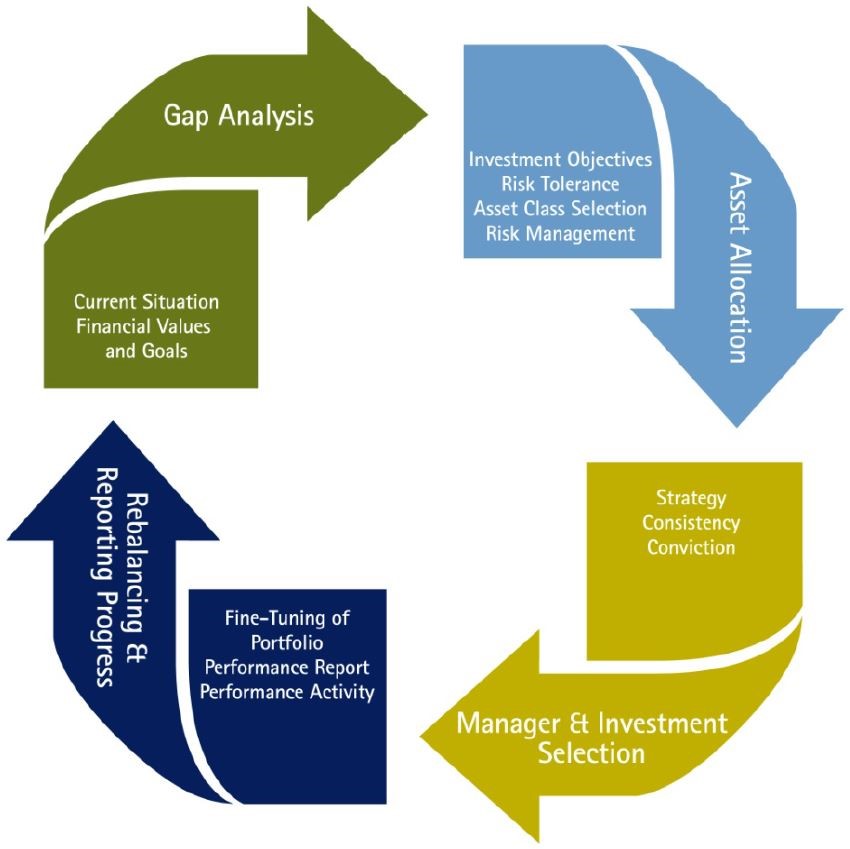 Gap Analysis
Current Situation
Financial Values
and Goals
Investment Objectives
Risk Tolerance
Asset Class Selection
Risk Management
Asset Allocation
Strategy
Consistency
Conviction
Manager & Investment
Selection
Fine-Tuning of
Portfolio
Performance Report
Performance Activity
Rebalancing &
Reporting Progress